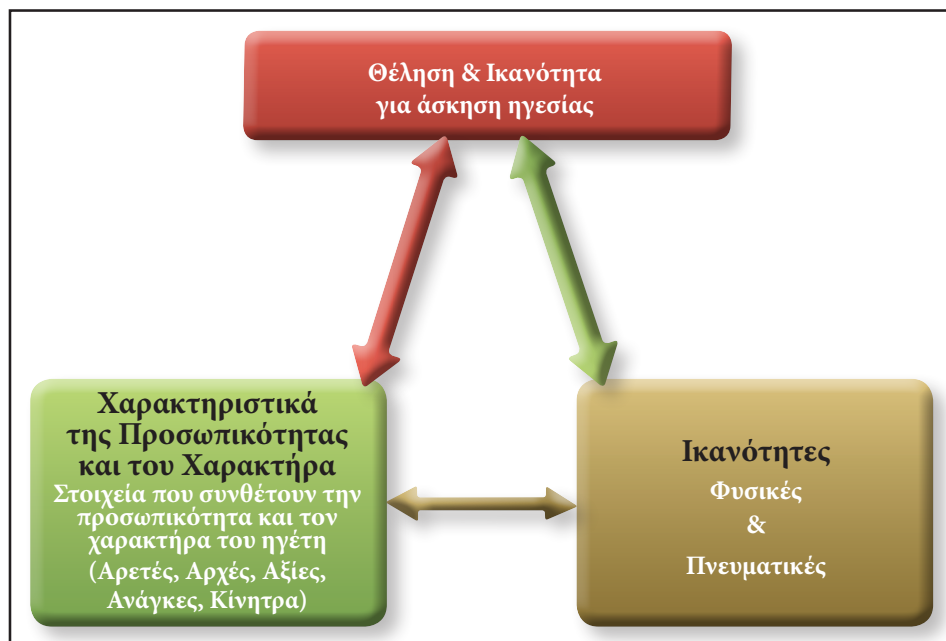 Θέληση & Ικανότητα
για άσκηση ηγεσίας
Χαρακτηριστικά
της Προσωπικότητας
και του Χαρακτήρα
Στοιχεία που συνθέτουν την
προσωπικότητα και τον
χαρακτήρα του ηγέτη
(Αρετές, Αρχές, Αξίες,
Ανάγκες, Κίνητρα)
Ικανότητες
Φυσικές
&
Πνευματικές